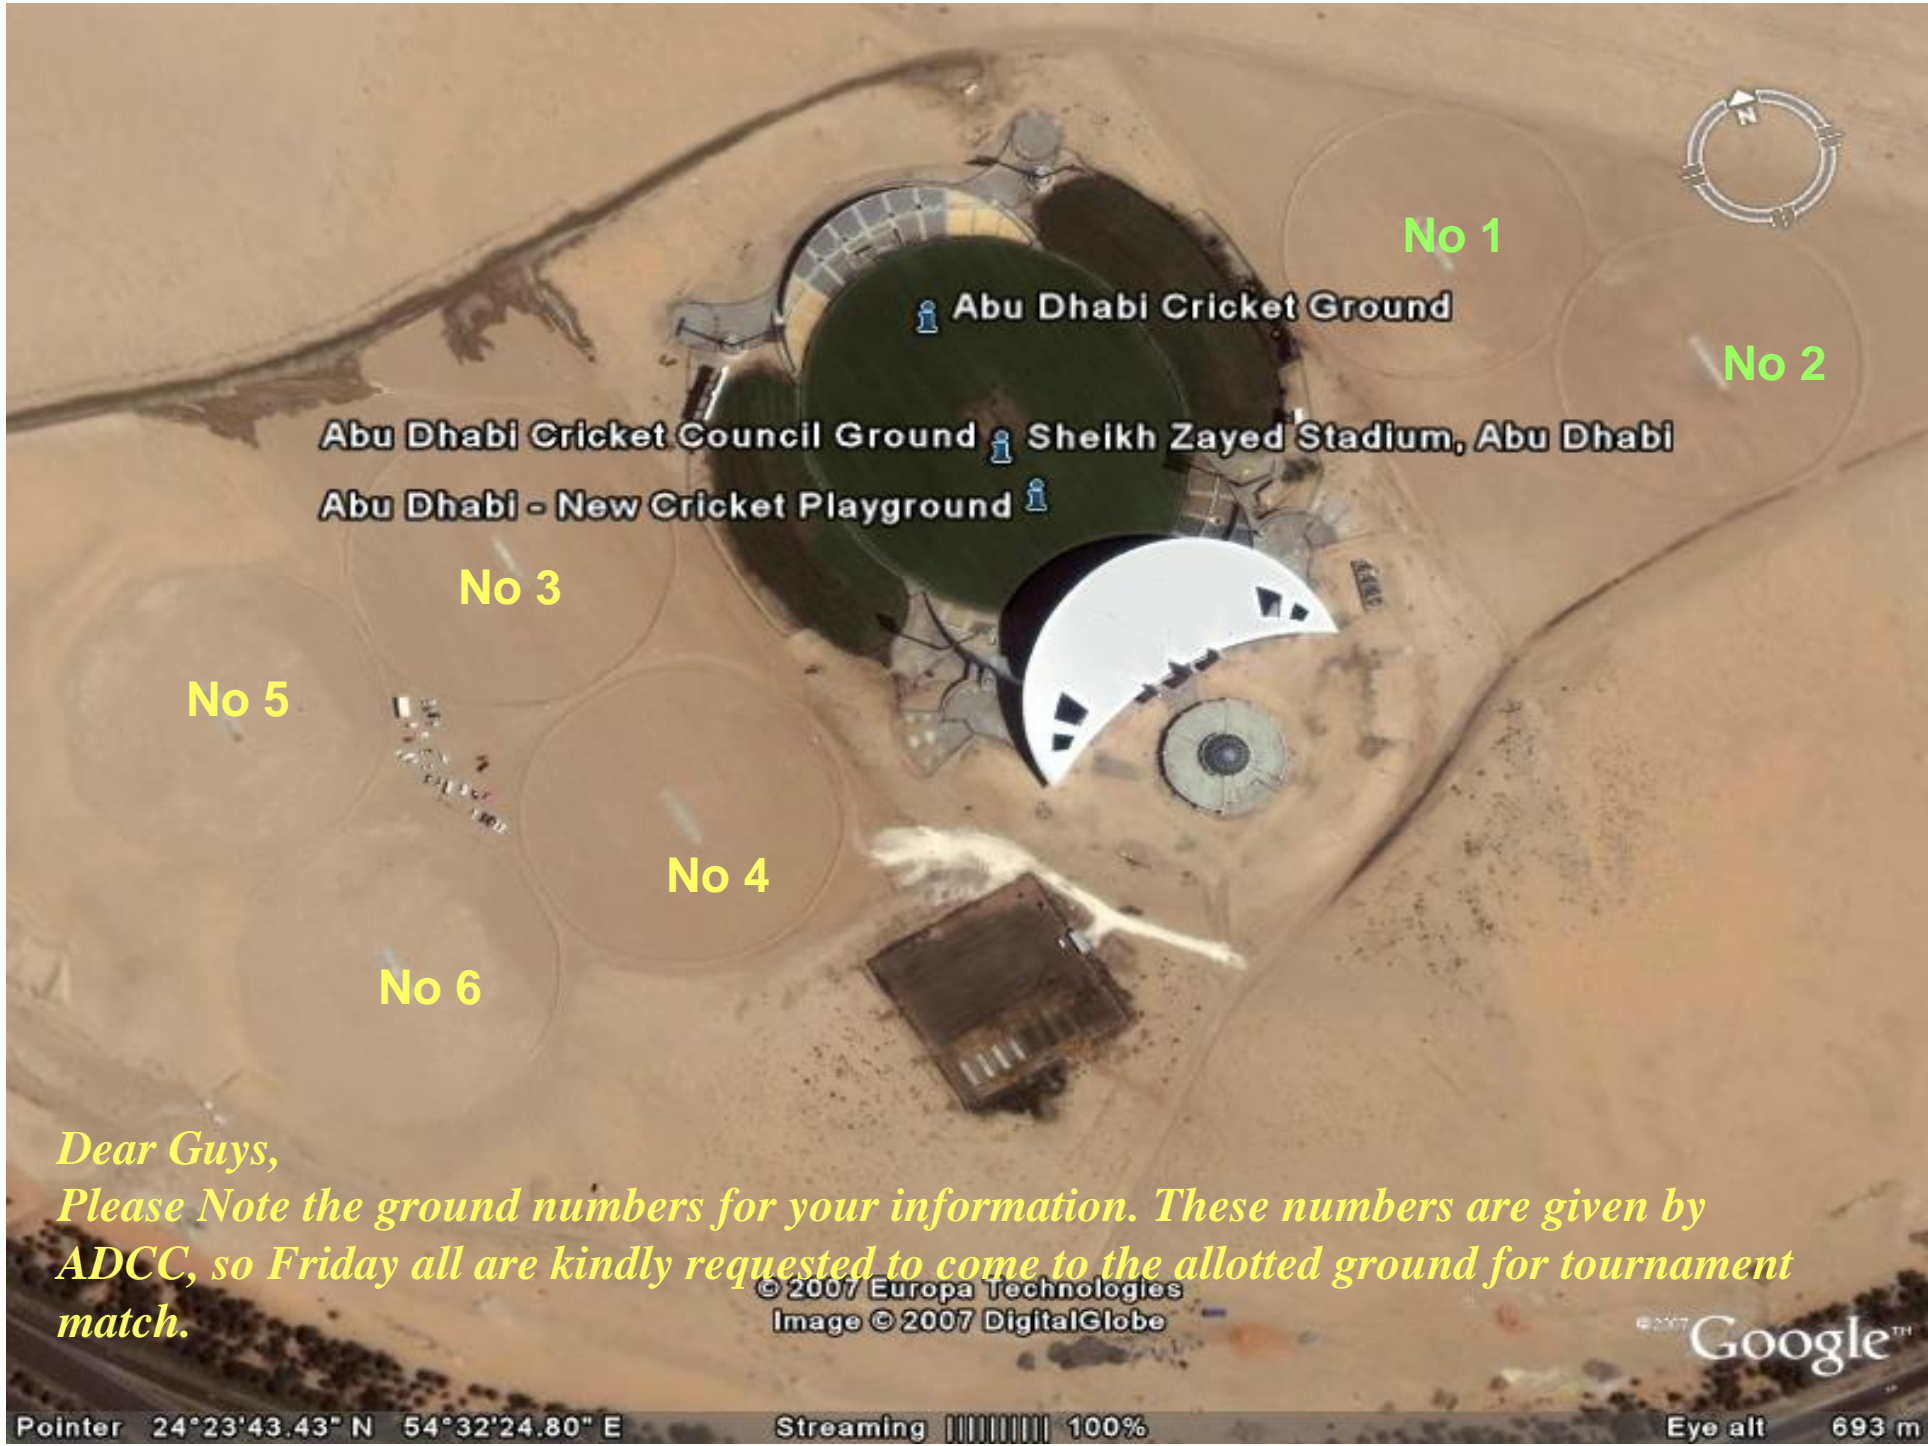 N
No 1
Abu Dhabi Cricket Ground
No 2
Abu Dhabi Cricket Council Ground
Sheikh Zayed Stadium, Abu Dhabi
Abu Dhabi - New Cricket Playground
No 3
No 5
No 4
No 6
Dear Guys,
Please Note the ground numbers for your information. These numbers are given by
ADCC, so Friday all are kindly requested to come to the allotted ground for tournament
match.
© 2007 Europa Technologies
Image © 2007 DigitalGlobe
©2007 Google™
Pointer 24°23'43.43" N 54°32'24.80" E Streaming |||||||||| 100% Eye alt 693 m